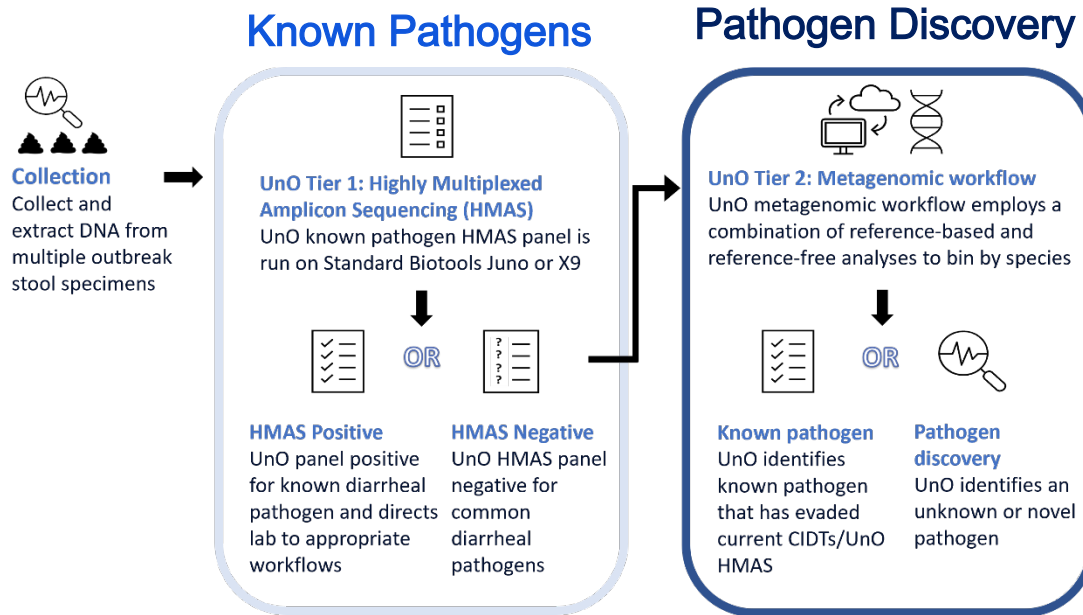 Known Pathogens
Pathogen Discovery
Collection
Collect and
extract DNA from
multiple outbreak
stool specimens
UnO Tier 1: Highly Multiplexed
Amplicon Sequencing (HMAS)
UnO known pathogen HMAS panel is
run on Standard Biotools Juno or X9
OR
? 
?
?
?
HMAS Positive
UnO panel positive
for known diarrheal
pathogen and directs
lab to appropriate
workflows
HMAS Negative
UnO HMAS panel
negative for
common
diarrheal
pathogens
UnO Tier 2: Metagenomic workflow
UnO metagenomic workflow employs a
combination of reference-based and
reference-free analyses to bin by species
OR
Known pathogen
UnO identifies
known pathogen
that has evaded
current CIDTs/UnO
HMAS
Pathogen
discovery
UnO identifies an
unknown or novel
pathogen